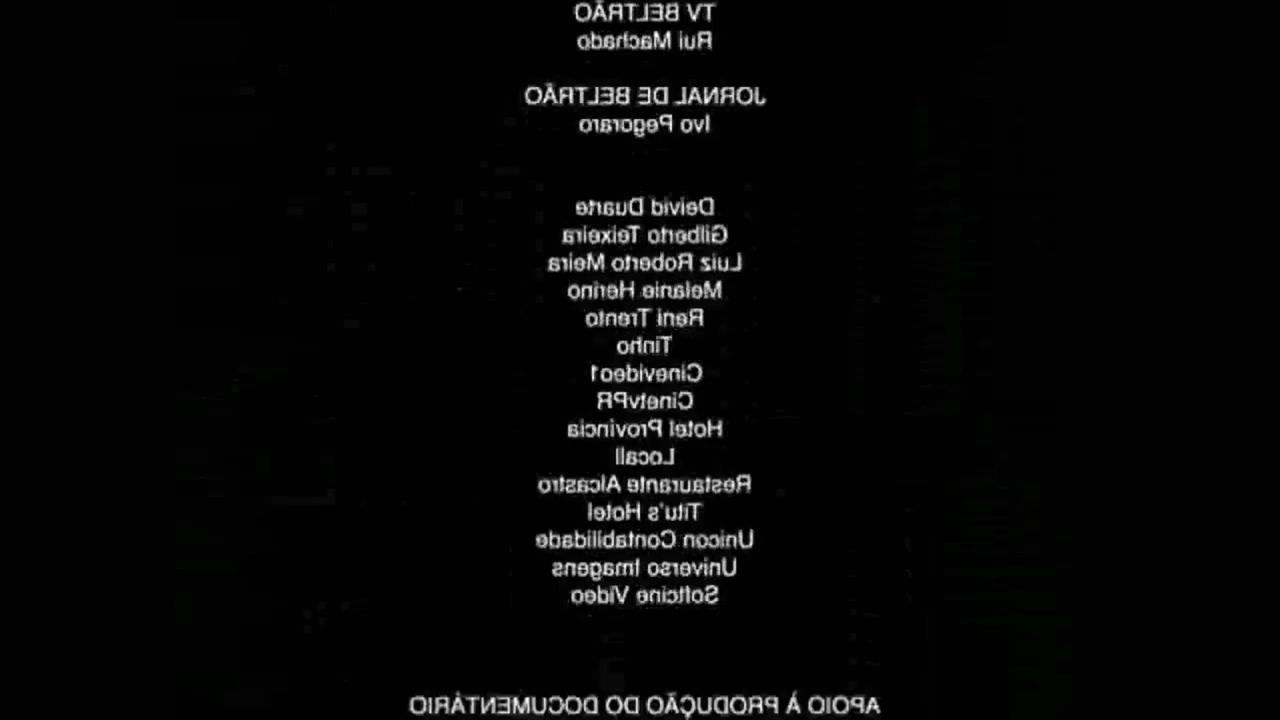 TV BELTRÃO
Rui Machado
JORNAL DE BELTRÃO
Ivo Pegoraro
Deivid Duarte
Gilberto Teixeira
Luiz Roberto Meira
Melanie Herino
Reni Trento
Tinho
Cinevideo1
CinetvPR
Hotel Provincia
Locall
Restaurante Alcastro
Titu's Hotel
Unicon Contabilidade
Universo Imagens
Softcine Video
APOIO À PRODUÇÃO DO DOCUMENTÁRIO